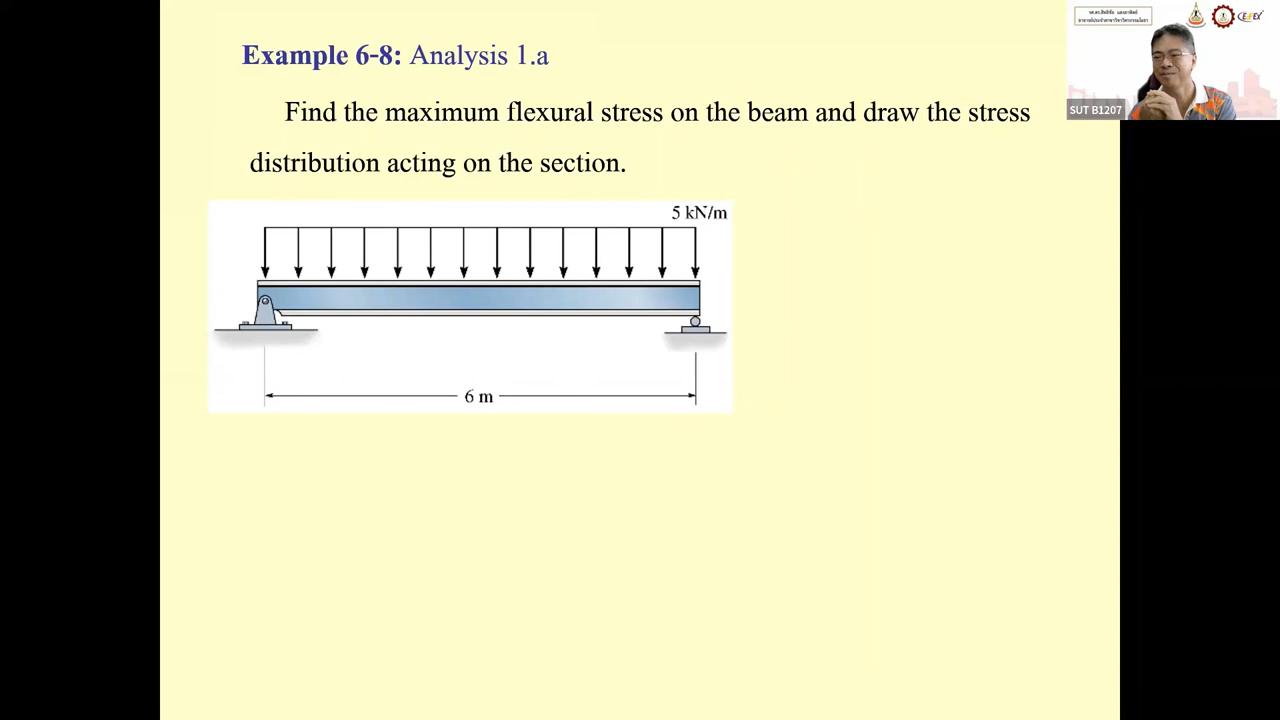 Example 6-8: Analysis 1.a
Find the maximum flexural stress on the beam and draw the stress
distribution acting on the section.
5 kN/m
6 m
SUT B1207